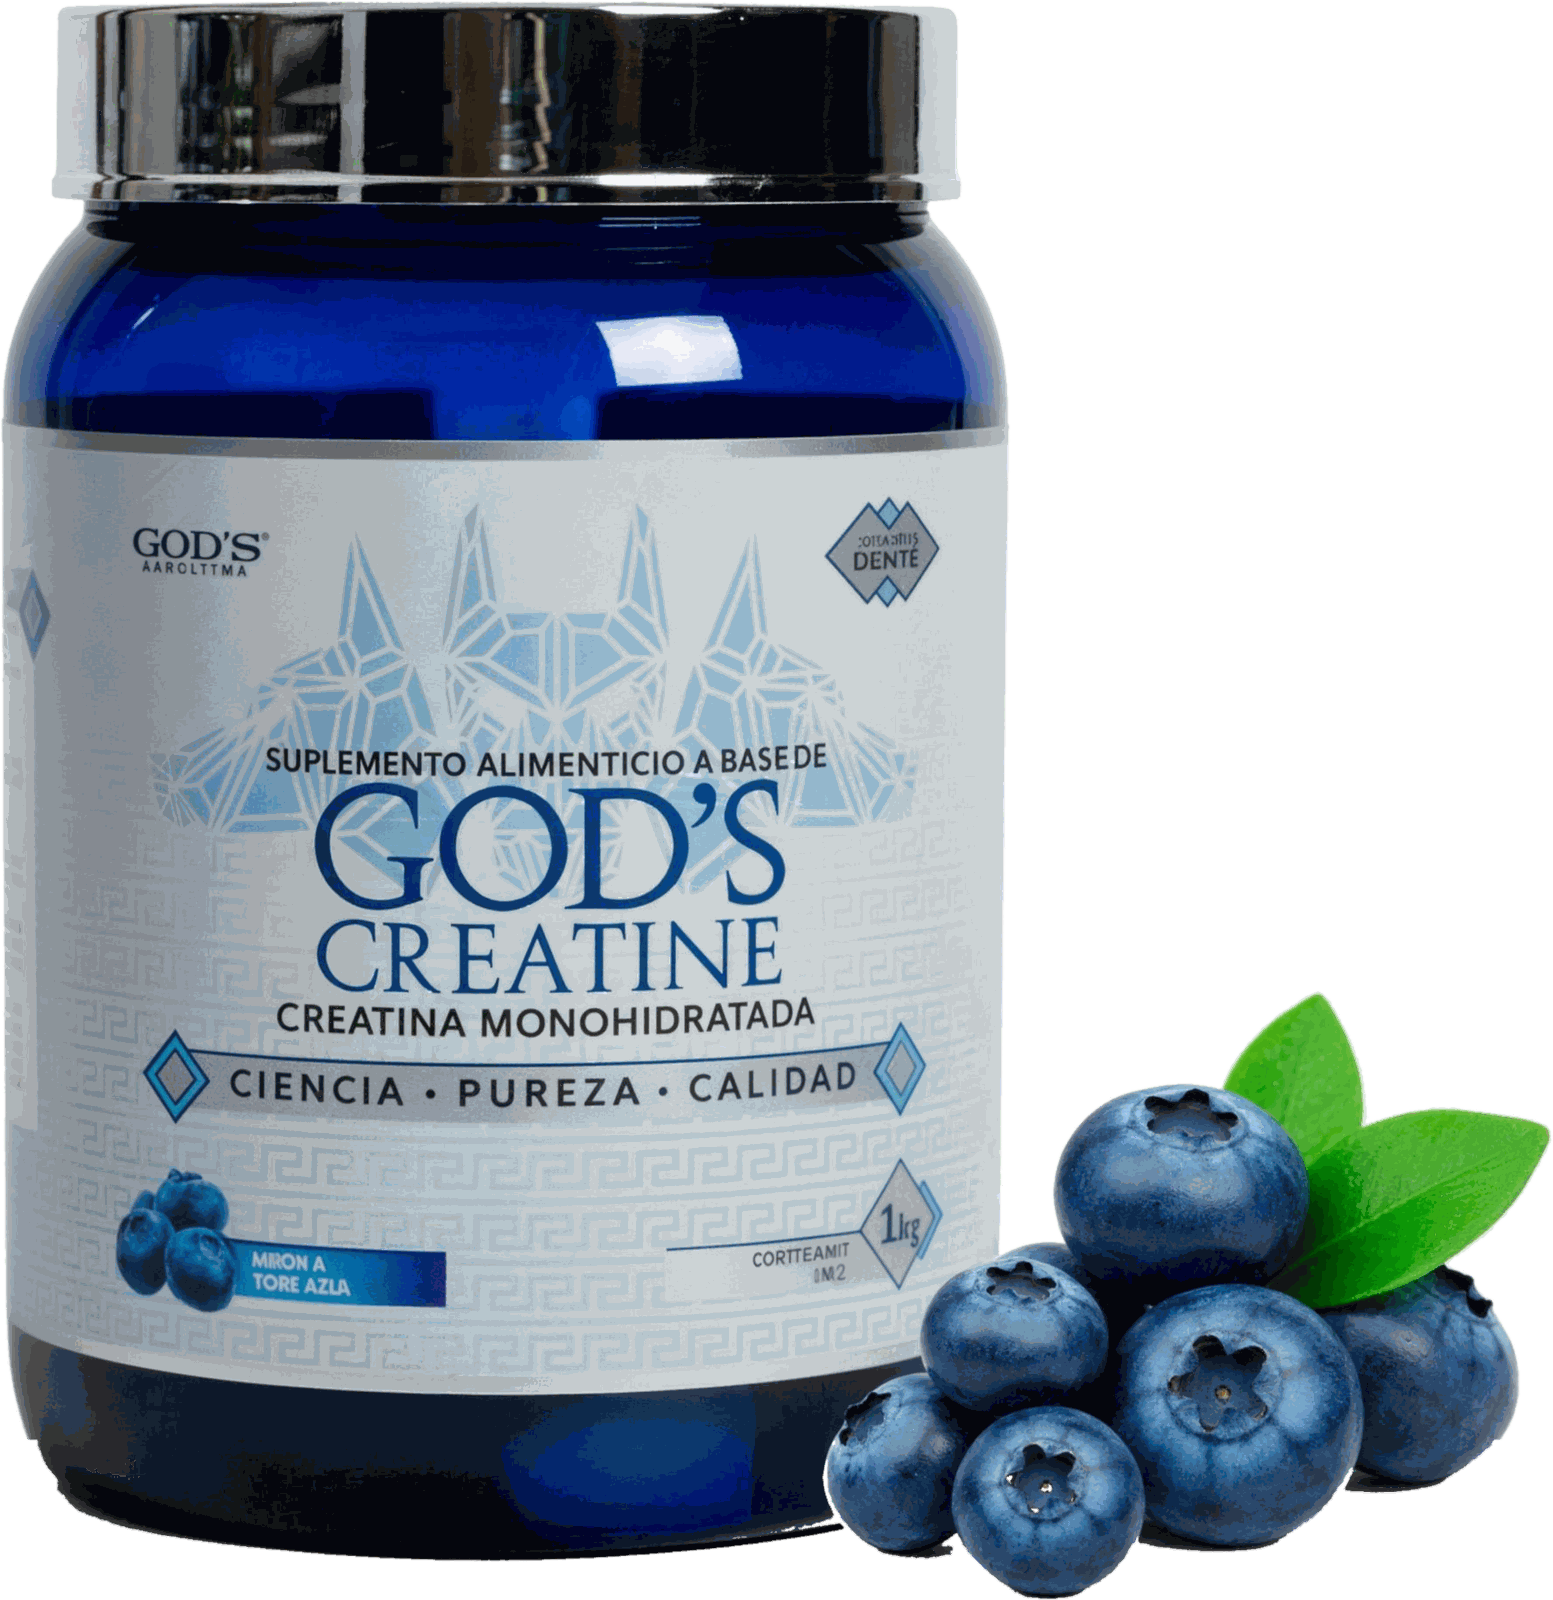 GOD'S®
AAROLTTMA
DENTE
SUPLEMENTO ALIMENTICIO A BASE DE
GOD'S
CREATINE
CREATINA MONOHIDRATADA
CIENCIA • PUREZA • CALIDAD
MIRON A
TORE AZLA
1kg
CORTTEAMIT